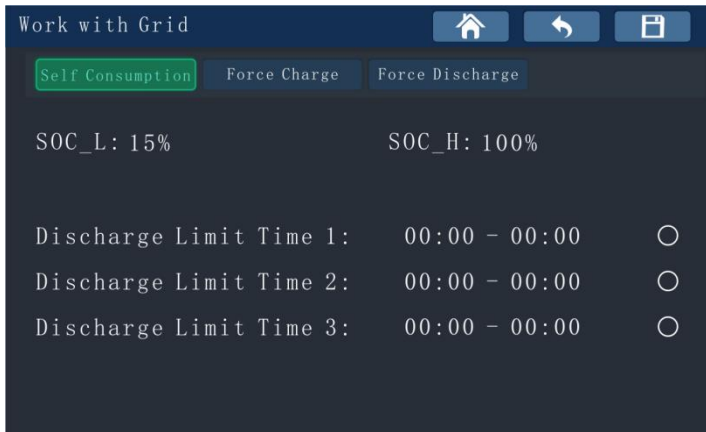 Work with Grid
Self Consumption Force Charge Force Discharge
SOC_L: 15% SOC_H: 100%
Discharge Limit Time 1: 00:00 - 00:00
Discharge Limit Time 2: 00:00 - 00:00
Discharge Limit Time 3: 00:00 - 00:00